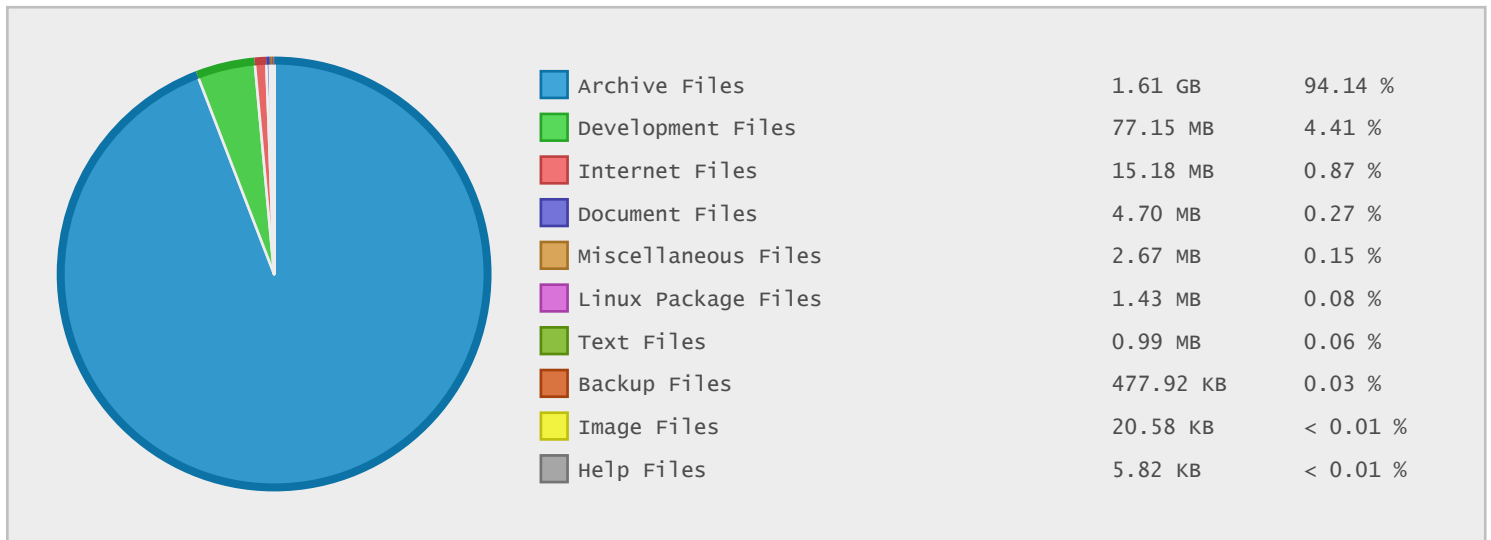 Archive Files 1.61 GB 94.14 %
Development Files 77.15 MB 4.41 %
Internet Files 15.18 MB 0.87 %
Document Files 4.70 MB 0.27 %
Miscellaneous Files 2.67 MB 0.15 %
Linux Package Files 1.43 MB 0.08 %
Text Files 0.99 MB 0.06 %
Backup Files 477.92 KB 0.03 %
Image Files 20.58 KB < 0.01 %
Help Files 5.82 KB < 0.01 %